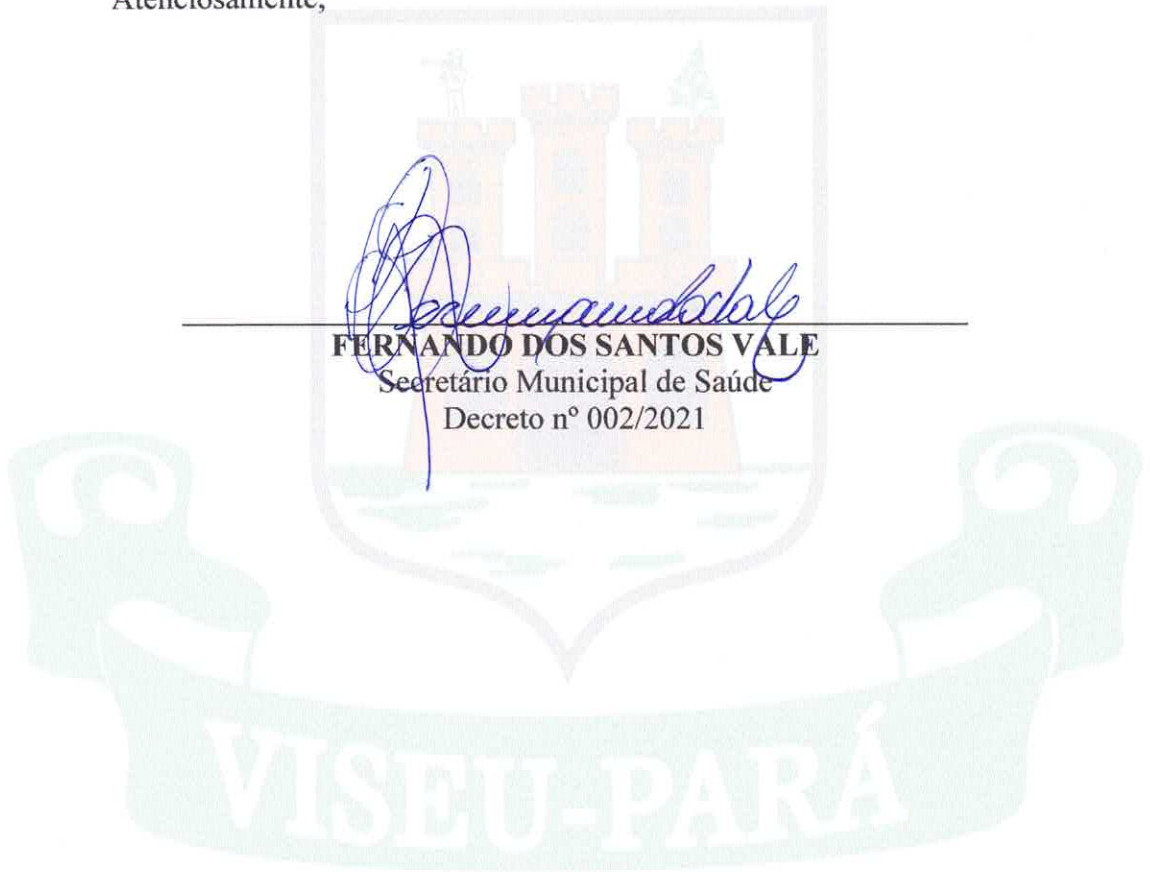 Atenciosamente,
FERNANDO DOS SANTOS VALE
Secretário Municipal de Saúde
Decreto nº 002/2021
VISEU-PARÁ